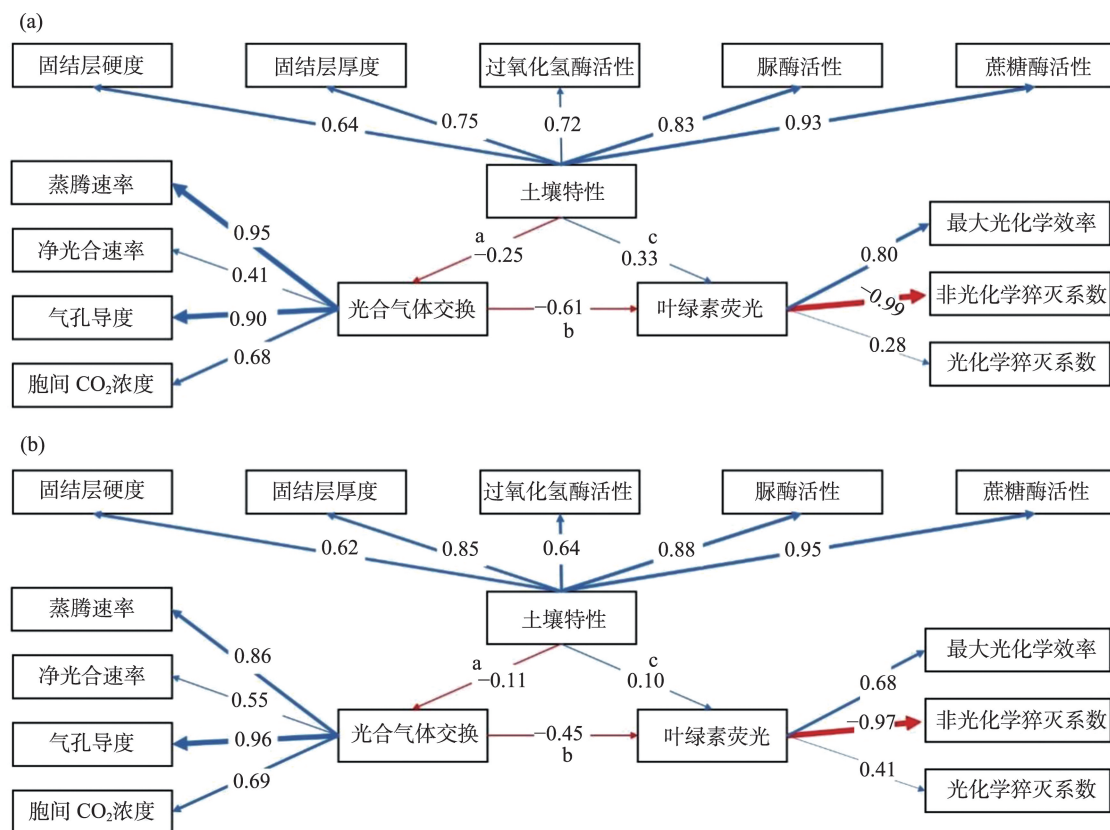 (a)
固结层硬度
固结层厚度
过氧化氢酶活性
脲酶活性
蔗糖酶活性
0.64
0.75
0.72
0.83
0.93
蒸腾速率
净光合速率
气孔导度
胞间 CO₂浓度
土壤特性
0.95
0.41
0.90
0.68
a
−0.25
c
0.33
光合气体交换
−0.61
b
叶绿素荧光
0.80
−0.99
0.28
最大光化学效率
非光化学猝灭系数
光化学猝灭系数
(b)
固结层硬度
固结层厚度
过氧化氢酶活性
脲酶活性
蔗糖酶活性
0.62
0.85
0.64
0.88
0.95
蒸腾速率
净光合速率
气孔导度
胞间 CO₂浓度
土壤特性
0.86
0.55
0.96
0.69
a
−0.11
c
0.10
光合气体交换
−0.45
b
叶绿素荧光
0.68
−0.97
0.41
最大光化学效率
非光化学猝灭系数
光化学猝灭系数